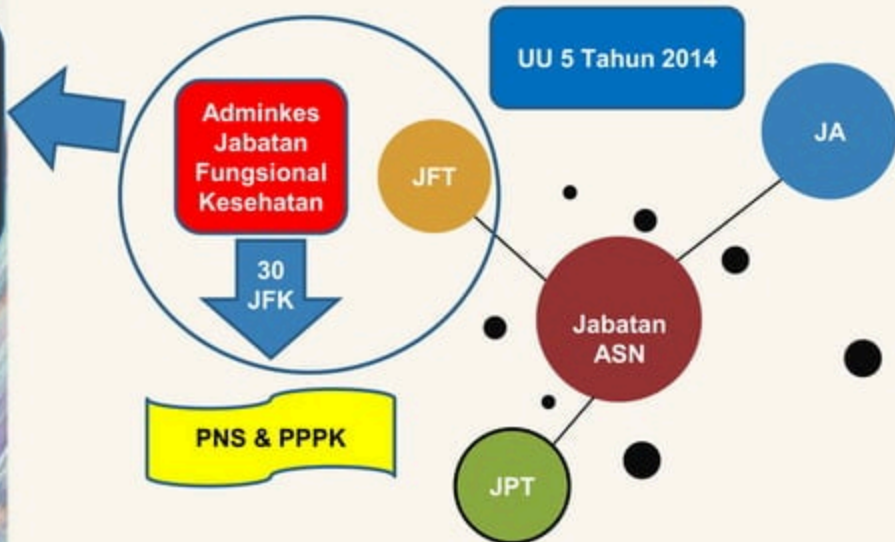 UU 5 Tahun 2014
Adminkes
Jabatan
Fungsional
Kesehatan
JFT
JA
30
JFK
Jabatan
ASN
PNS & PPPK
JPT